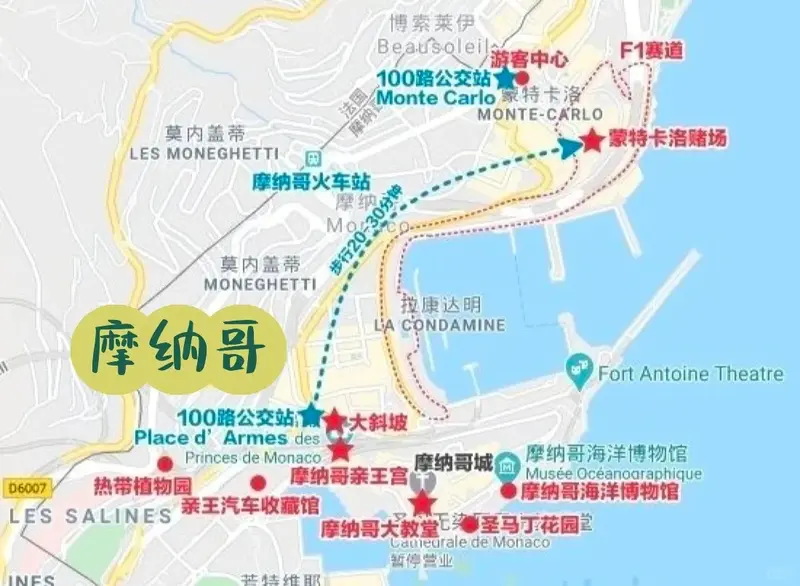 博索莱伊
Beausoleil
游客中心
F1赛道
100路公交站
Monte Carlo
蒙特卡洛
MONTE-CARLO
法国
摩纳哥
莫内盖蒂
LES MONEGHETTI
蒙特卡洛赌场
摩纳哥火车站
Monaco
步行20-30分钟
莫内盖蒂
MONEGHETTI
拉康达明
LA CONDAMINE
摩纳哥
Fort Antoine Theatre
100路公交站
大斜坡
Place d'Armes
des
Princes de Monaco
摩纳哥城
摩纳哥海洋博物馆
Musée Océanographique
D6007
热带植物园
摩纳哥亲王宫
摩纳哥海洋博物馆
亲王汽车收藏馆
LES SALINES
摩纳哥大教堂
圣马丁花园
Cathédrale de Monaco
暂停营业
INES
芳特维耶